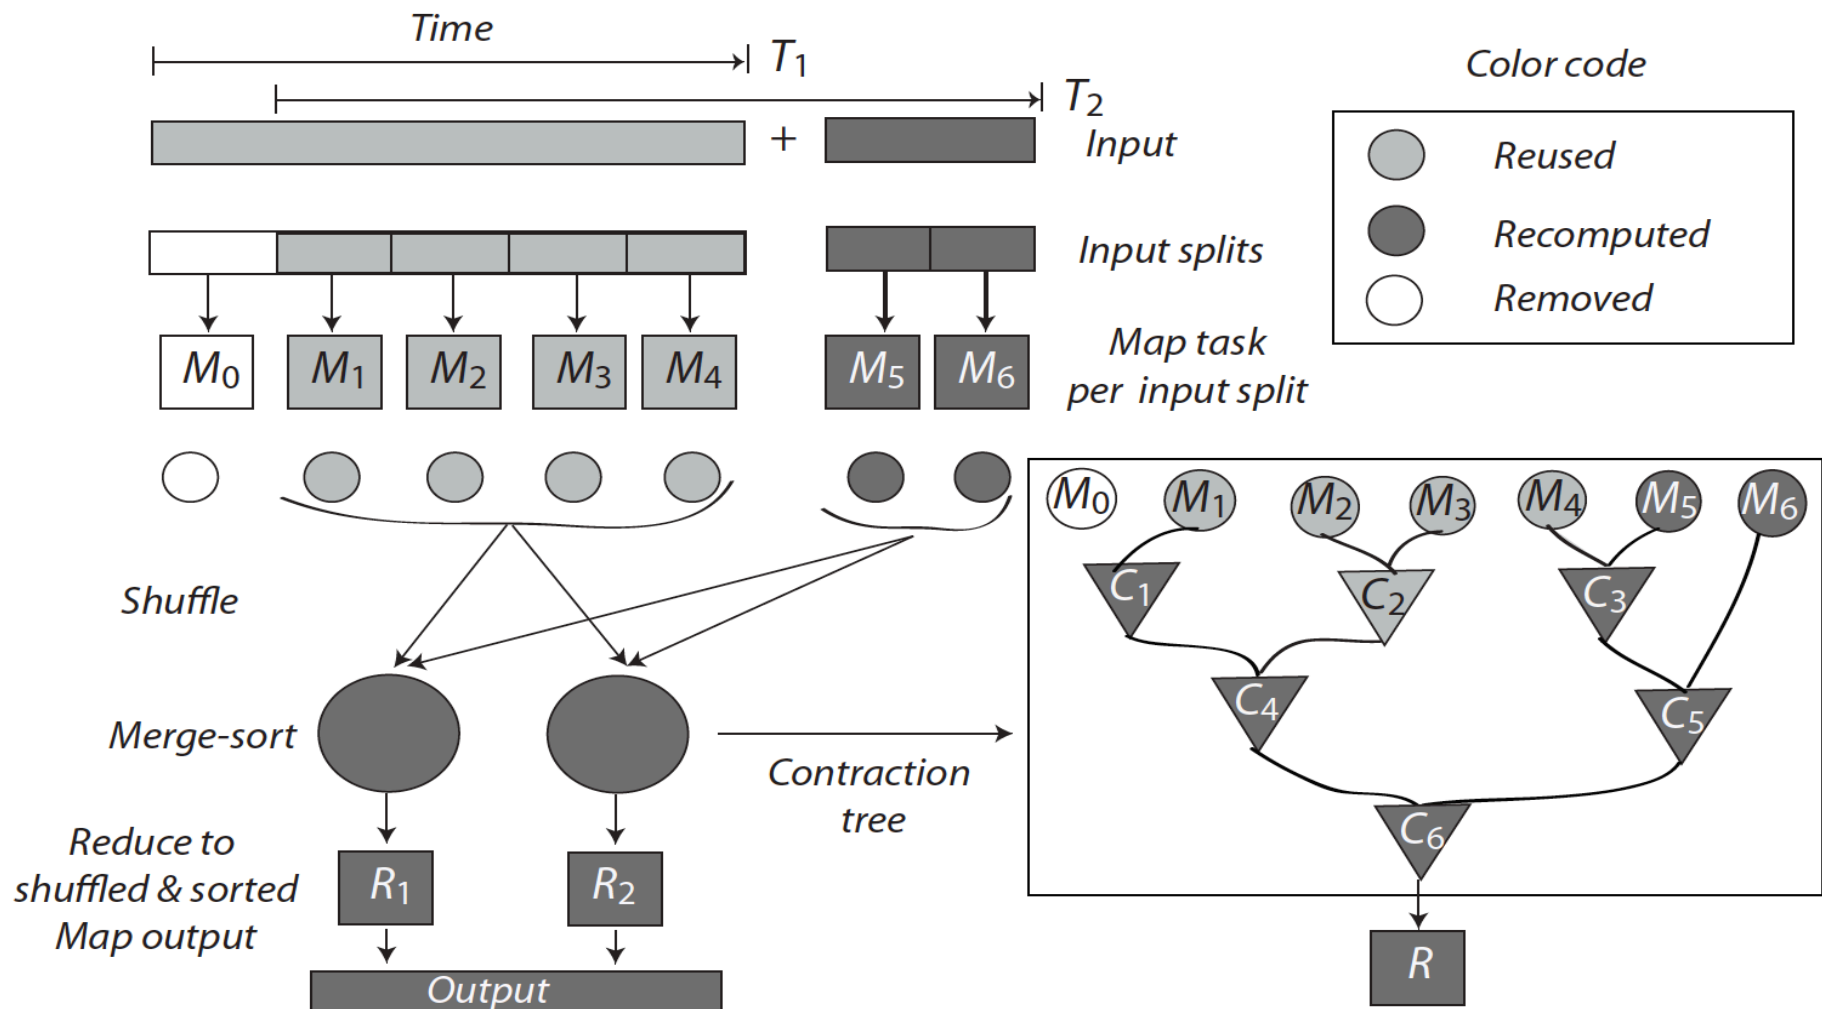 Time
T1
T2
Color code
+
Input
Reused
Recomputed
Removed
Input splits
M0 M1 M2 M3 M4 M5 M6
Map task
per input split
M0 M1 M2 M3 M4 M5 M6
C1 C2 C3
Shuffle
C4 C5
Merge-sort
Contraction
tree
C6
Reduce to
shuffled & sorted
Map output
R1 R2
R
Output